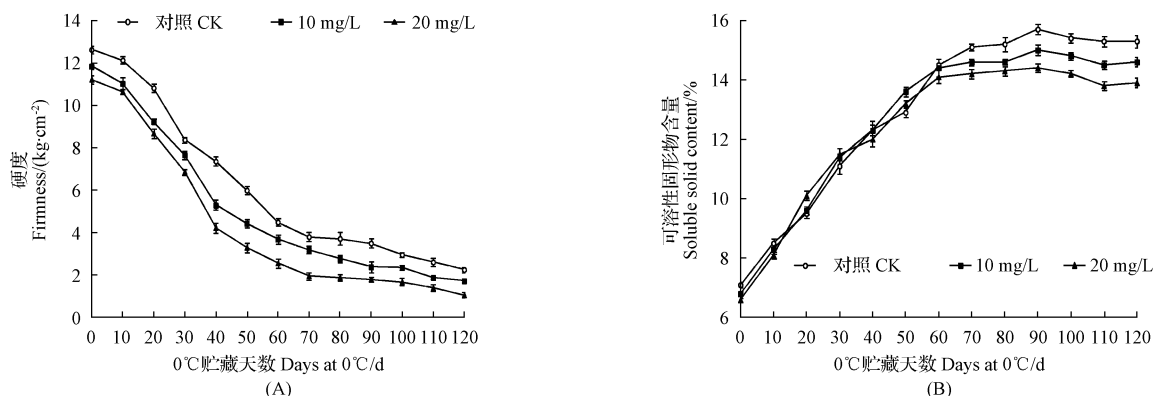 14
对照 CK
10 mg/L
20 mg/L
12
10
8
6
4
2
0
硬度
Firmness/(kg·cm⁻²)
0 10 20 30 40 50 60 70 80 90 100 110 120
0℃贮藏天数 Days at 0℃/d
(A)
16
14
12
10
8
6
可溶性固形物含量
Soluble solid content/%
对照 CK
10 mg/L
20 mg/L
0 10 20 30 40 50 60 70 80 90 100 110 120
0℃贮藏天数 Days at 0℃/d
(B)